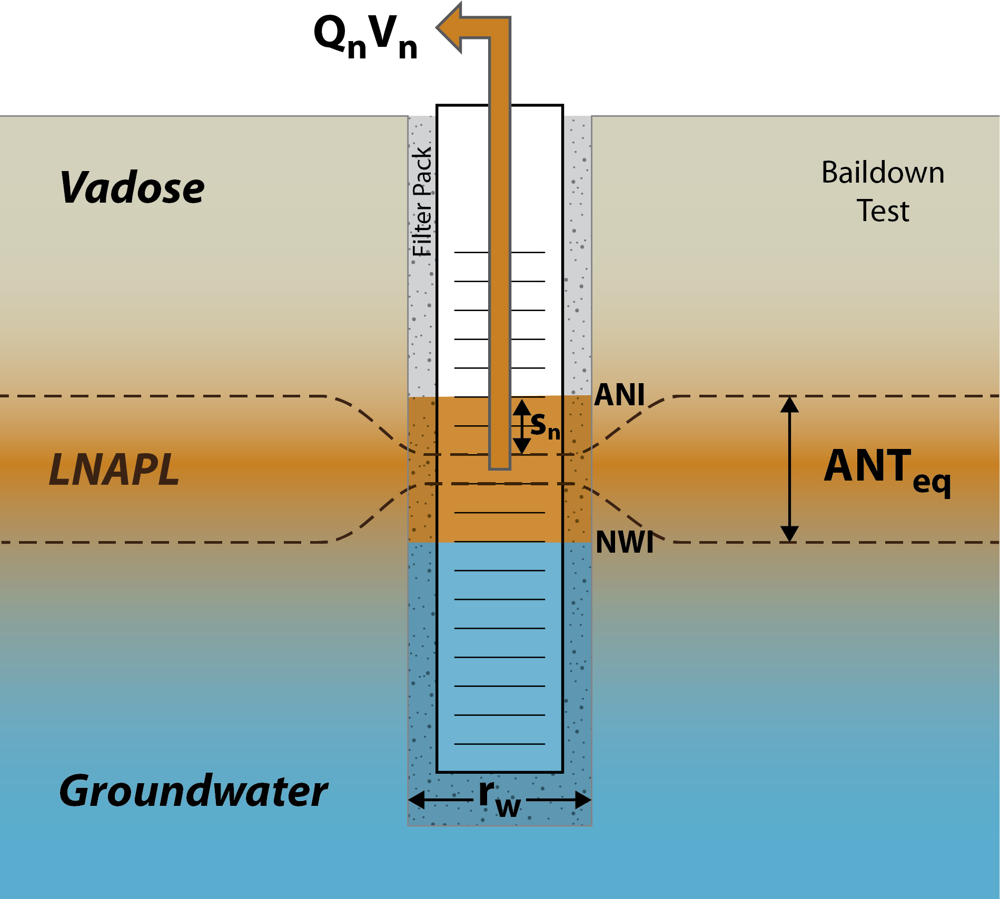 QnVn
Filter Pack
Vadose
Baildown
Test
ANI
sn
LNAPL
ANTeq
NWI
Groundwater
rw